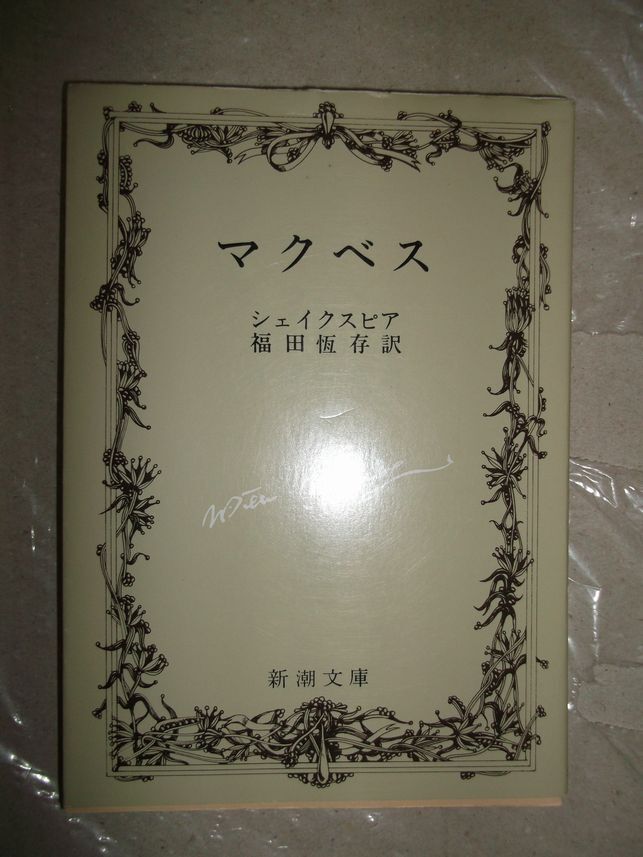 マクベス
シェイクスピア
福田恆存訳
新潮文庫